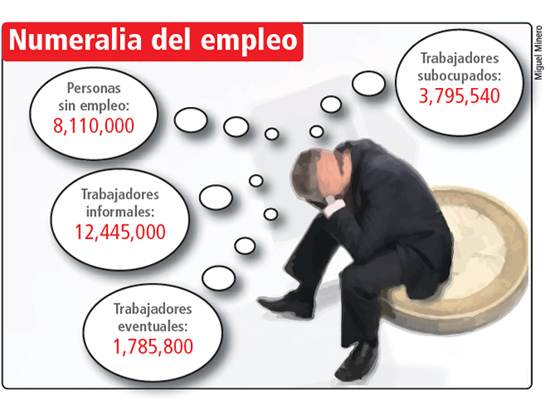 Numeralia del empleo
Personas
sin empleo:
8,110,000
Trabajadores
subocupados:
3,795,540
Trabajadores
informales:
12,445,000
Trabajadores
eventuales:
1,785,800
Miguel Minero